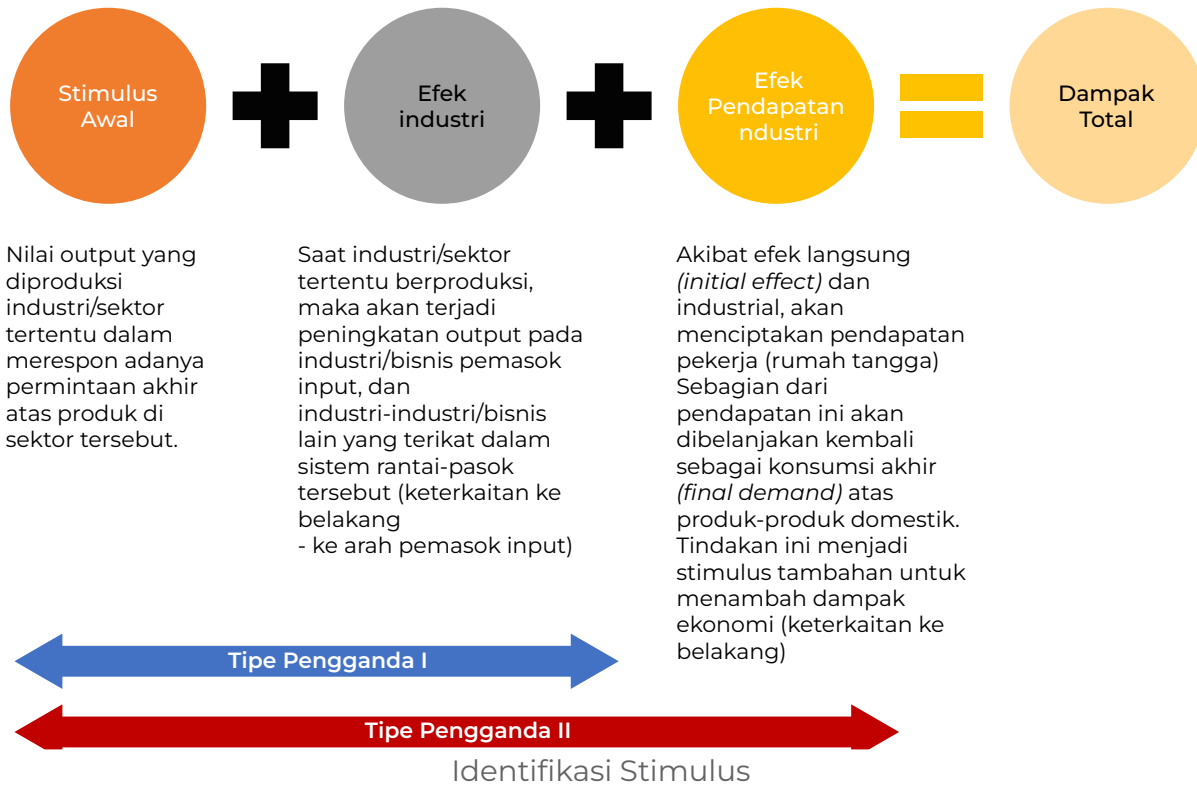 Stimulus
Awal
Efek
industri
Efek
Pendapatan
ndustri
Dampak
Total
Nilai output yang
diproduksi
industri/sektor
tertentu dalam
merespon adanya
permintaan akhir
atas produk di
sektor tersebut.
Saat industri/sektor
tertentu berproduksi,
maka akan terjadi
peningkatan output pada
industri/bisnis pemasok
input, dan
industri-industri/bisnis
lain yang terikat dalam
sistem rantai-pasok
tersebut (keterkaitan ke
belakang
- ke arah pemasok input)
Akibat efek langsung
(initial effect) dan
industrial, akan
menciptakan pendapatan
pekerja (rumah tangga)
Sebagian dari
pendapatan ini akan
dibelanjakan kembali
sebagai konsumsi akhir
(final demand) atas
produk-produk domestik.
Tindakan ini menjadi
stimulus tambahan untuk
menambah dampak
ekonomi (keterkaitan ke
belakang)
Tipe Pengganda I
Tipe Pengganda II
Identifikasi Stimulus